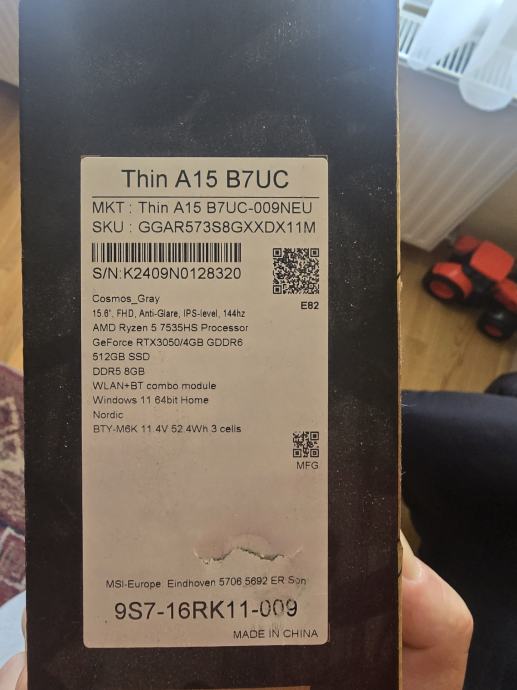 Thin A15 B7UC
MKT : Thin A15 B7UC-009NEU
SKU : GGAR573S8GXXDX11M
S/N:K2409N0128320
E82
Cosmos_Gray
15.6', FHD, Anti-Glare, IPS-level, 144hz
AMD Ryzen 5 7535HS Processor
GeForce RTX3050/4GB GDDR6
512GB SSD
DDR5 8GB
WLAN+BT combo module
Windows 11 64bit Home
Nordic
BTY-M6K 11.4V 52.4Wh 3 cells
MFG
MSI-Europe: Eindhoven 5706 5692 ER Son
9S7-16RK11-009
MADE IN CHINA